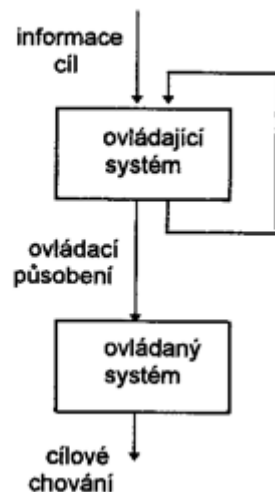 informace
cíl
ovládající
systém
ovládací
působení
ovládaný
systém
cílové
chování